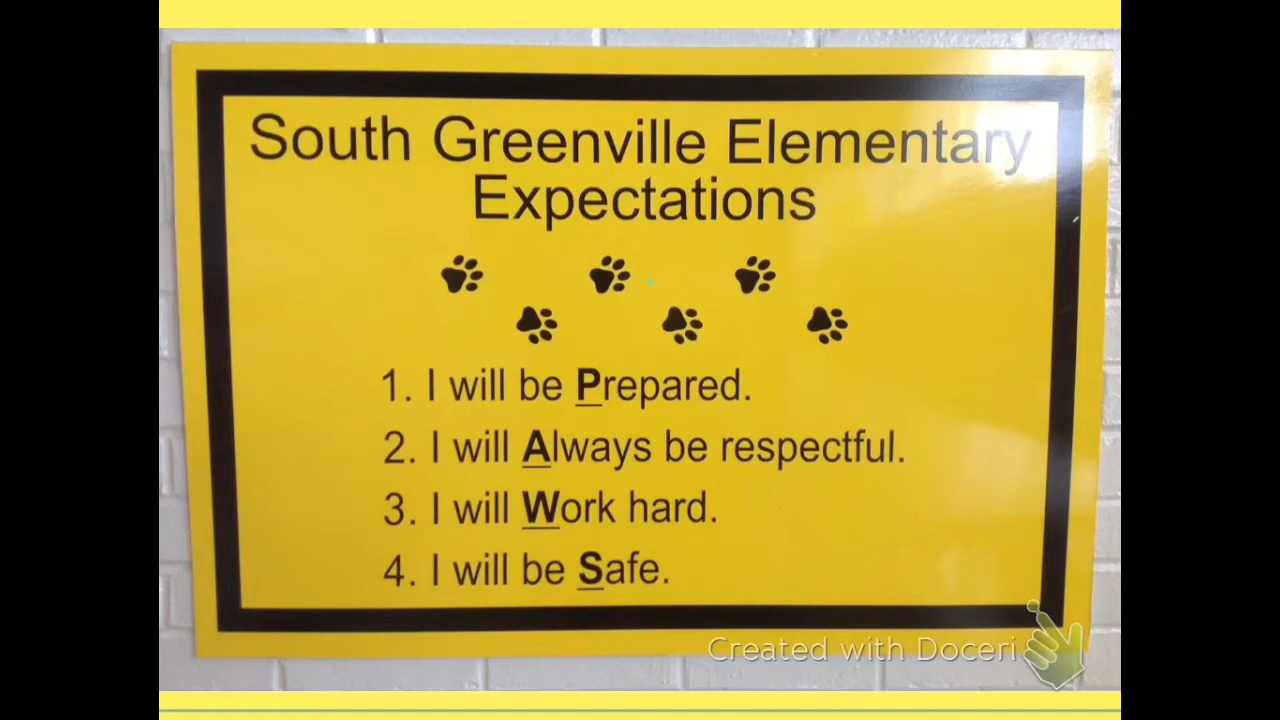 South Greenville Elementary
Expectations
1. I will be Prepared.
2. I will Always be respectful.
3. I will Work hard.
4. I will be Safe.
Created with Doceri